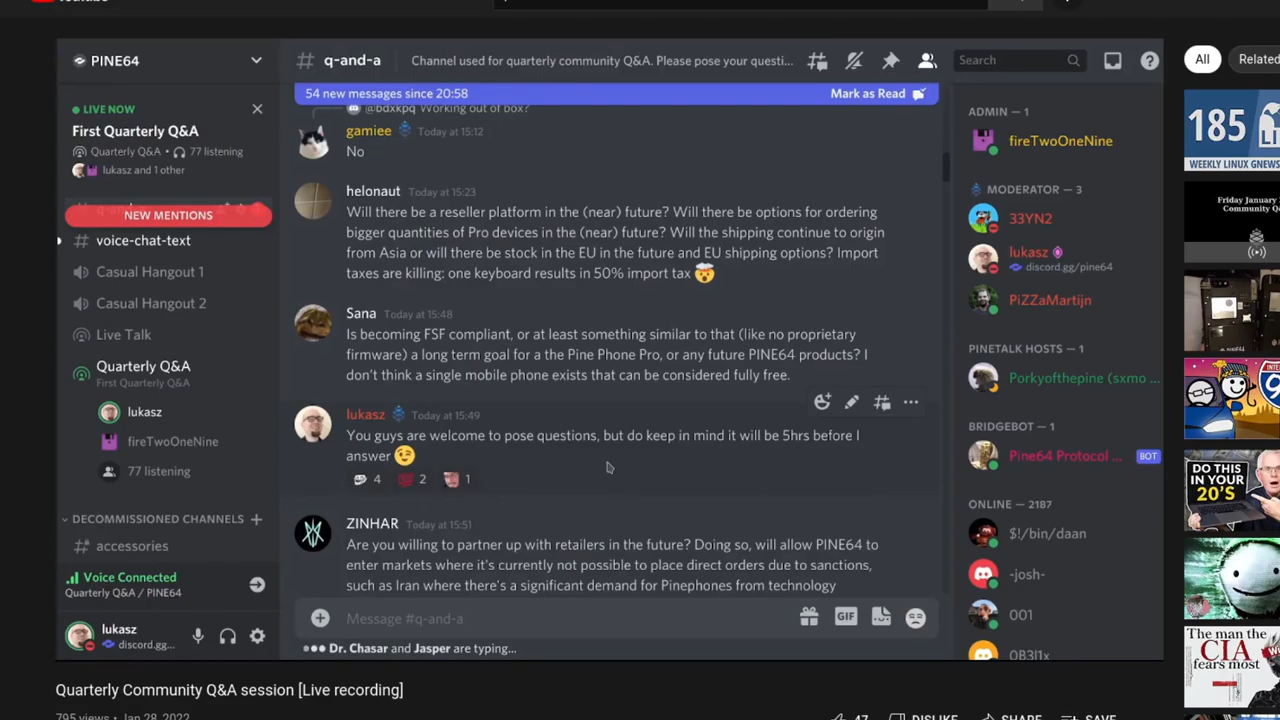 PINE64
# q-and-a
Channel used for quarterly community Q&A. Please pose your questi...
Search
All
Related
LIVE NOW
First Quarterly Q&A
Quarterly Q&A • 77 listening
lukasz and 1 other
NEW MENTIONS
# voice-chat-text
Casual Hangout 1
Casual Hangout 2
Live Talk
Quarterly Q&A
First Quarterly Q&A
lukasz
fireTwoOneNine
77 listening
DECOMMISSIONED CHANNELS
accessories
Voice Connected
Quarterly Q&A / PINE64
lukasz
discord.gg...
54 new messages since 20:58
Mark as Read
@bdxkpq Working out of box?
gamiee Today at 15:12
No
helonaut Today at 15:23
Will there be a reseller platform in the (near) future? Will there be options for ordering
bigger quantities of Pro devices in the (near) future? Will the shipping continue to origin
from Asia or will there be stock in the EU in the future and EU shipping options? Import
taxes are killing: one keyboard results in 50% import tax 🤯
Sana Today at 15:48
Is becoming FSF compliant, or at least something similar to that (like no proprietary
firmware) a long term goal for the Pine Phone Pro, or any future PINE64 products? I
don't think a single mobile phone exists that can be considered fully free.
lukasz Today at 15:49
You guys are welcome to pose questions, but do keep in mind it will be 5hrs before I
answer 😉
4 2 1
ZINHAR Today at 15:51
Are you willing to partner up with retailers in the future? Doing so, will allow PINE64 to
enter markets where it's currently not possible to place direct orders due to sanctions,
such as Iran where there's a significant demand for Pinephones from technology
Message #q-and-a
GIF
Dr. Chasar and Jasper are typing...
ADMIN — 1
fireTwoOneNine
MODERATOR — 3
33YN2
lukasz
discord.gg/pine64
PiZZaMartijn
PINETALK HOSTS — 1
Porkyofthepine (sxmo ...
BRIDGEBOT — 1
Pine64 Protocol ... BOT
ONLINE — 2187
$!/bin/daan
-josh-
001
0B3l1x
185
WEEKLY LINUX GNEWS
Friday January
Community Q
DO THIS
IN YOUR
20'S
The man the
CIA
fears most
Quarterly Community Q&A session [Live recording]
795 views • Jan 28, 2022
47 DISLIKE SHARE SAVE